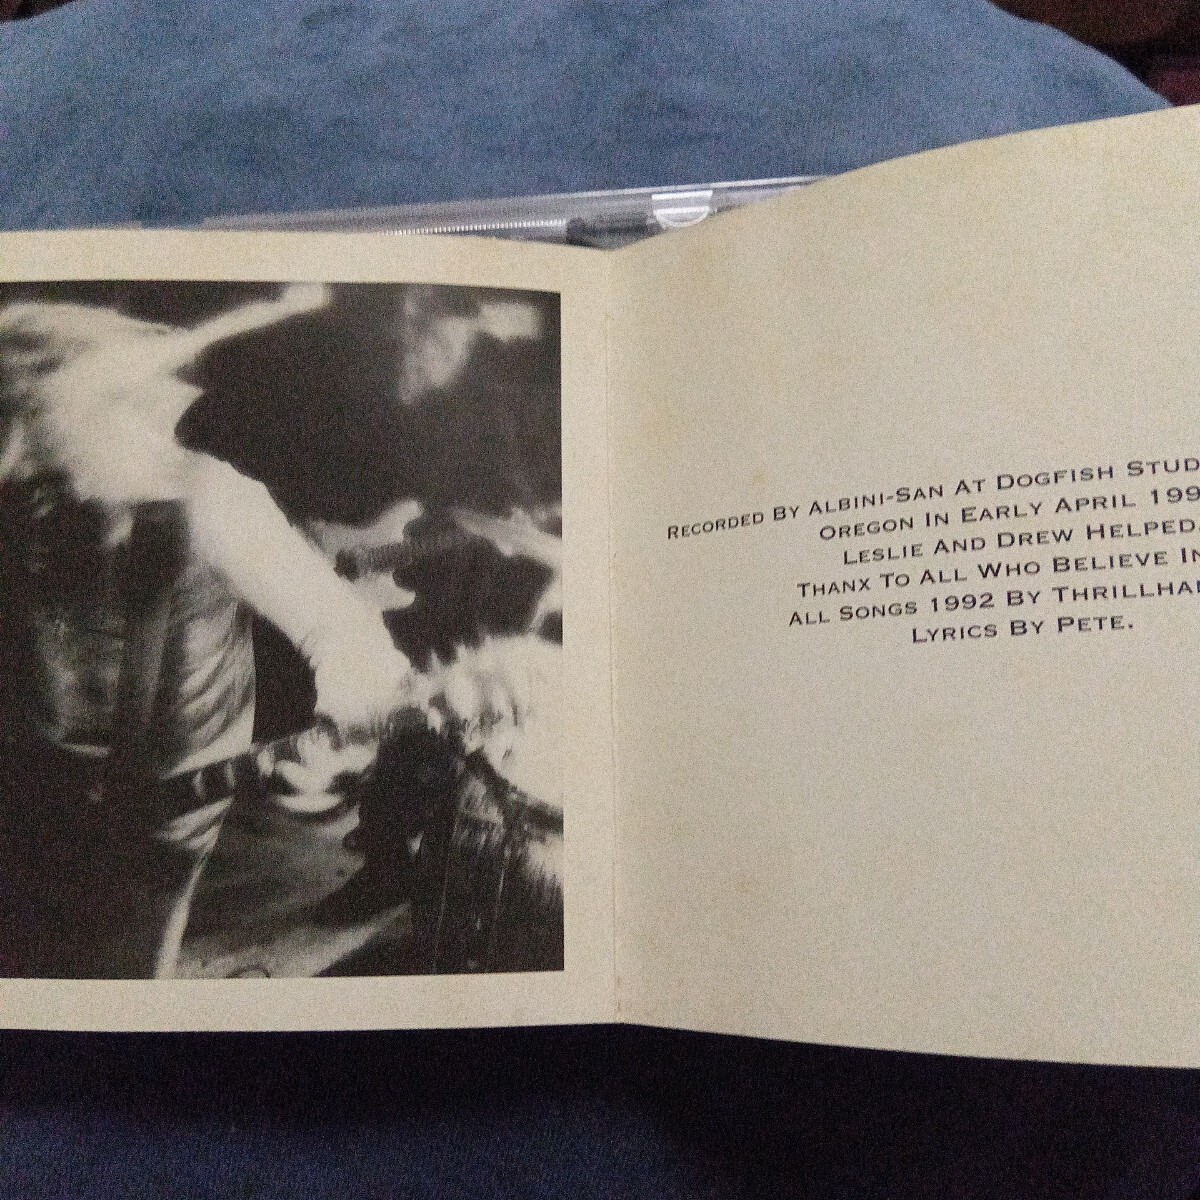 Recorded By Albini-San At Dogfish Stud
Oregon In Early April 199
Leslie And Drew Helped
Thanx To All Who Believe In
All Songs 1992 By Thrillha
Lyrics By Pete.